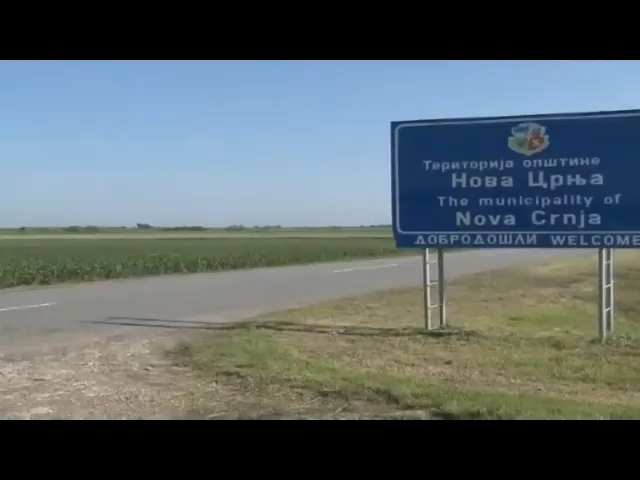 Територија општине
Нова Црња
The municipality of
Nova Crnja
ДОБРОДОШЛИ WELCOME